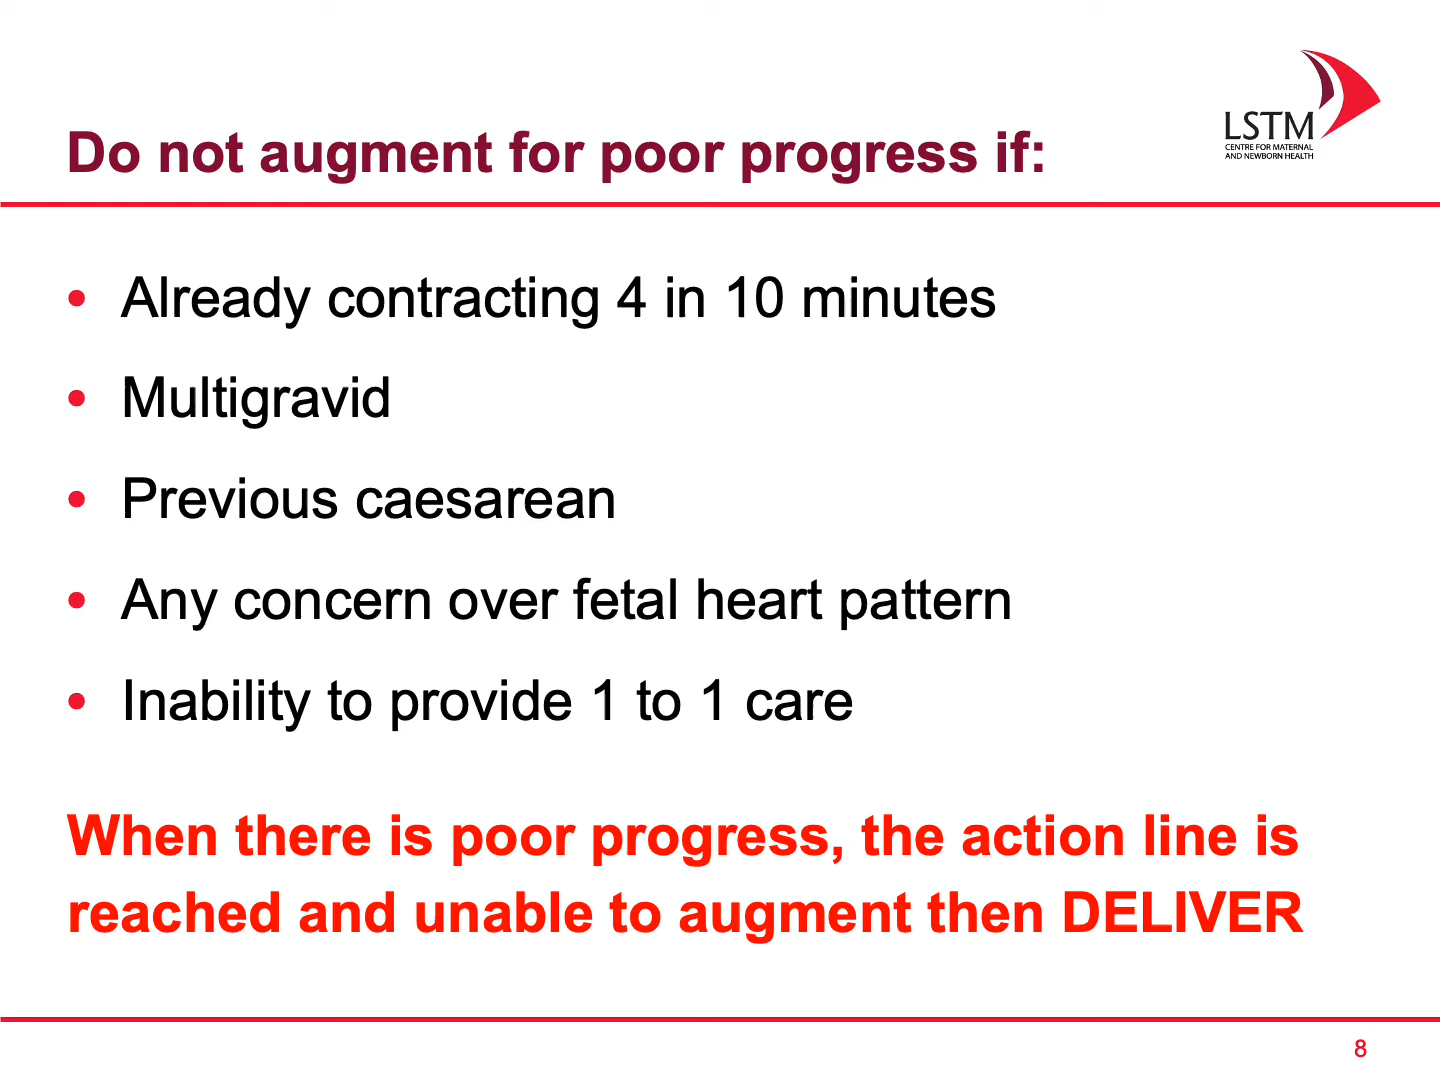 LSTM
CENTRE FOR MATERNAL
AND NEWBORN HEALTH
Do not augment for poor progress if:
• Already contracting 4 in 10 minutes
• Multigravid
• Previous caesarean
• Any concern over fetal heart pattern
• Inability to provide 1 to 1 care
When there is poor progress, the action line is
reached and unable to augment then DELIVER
8